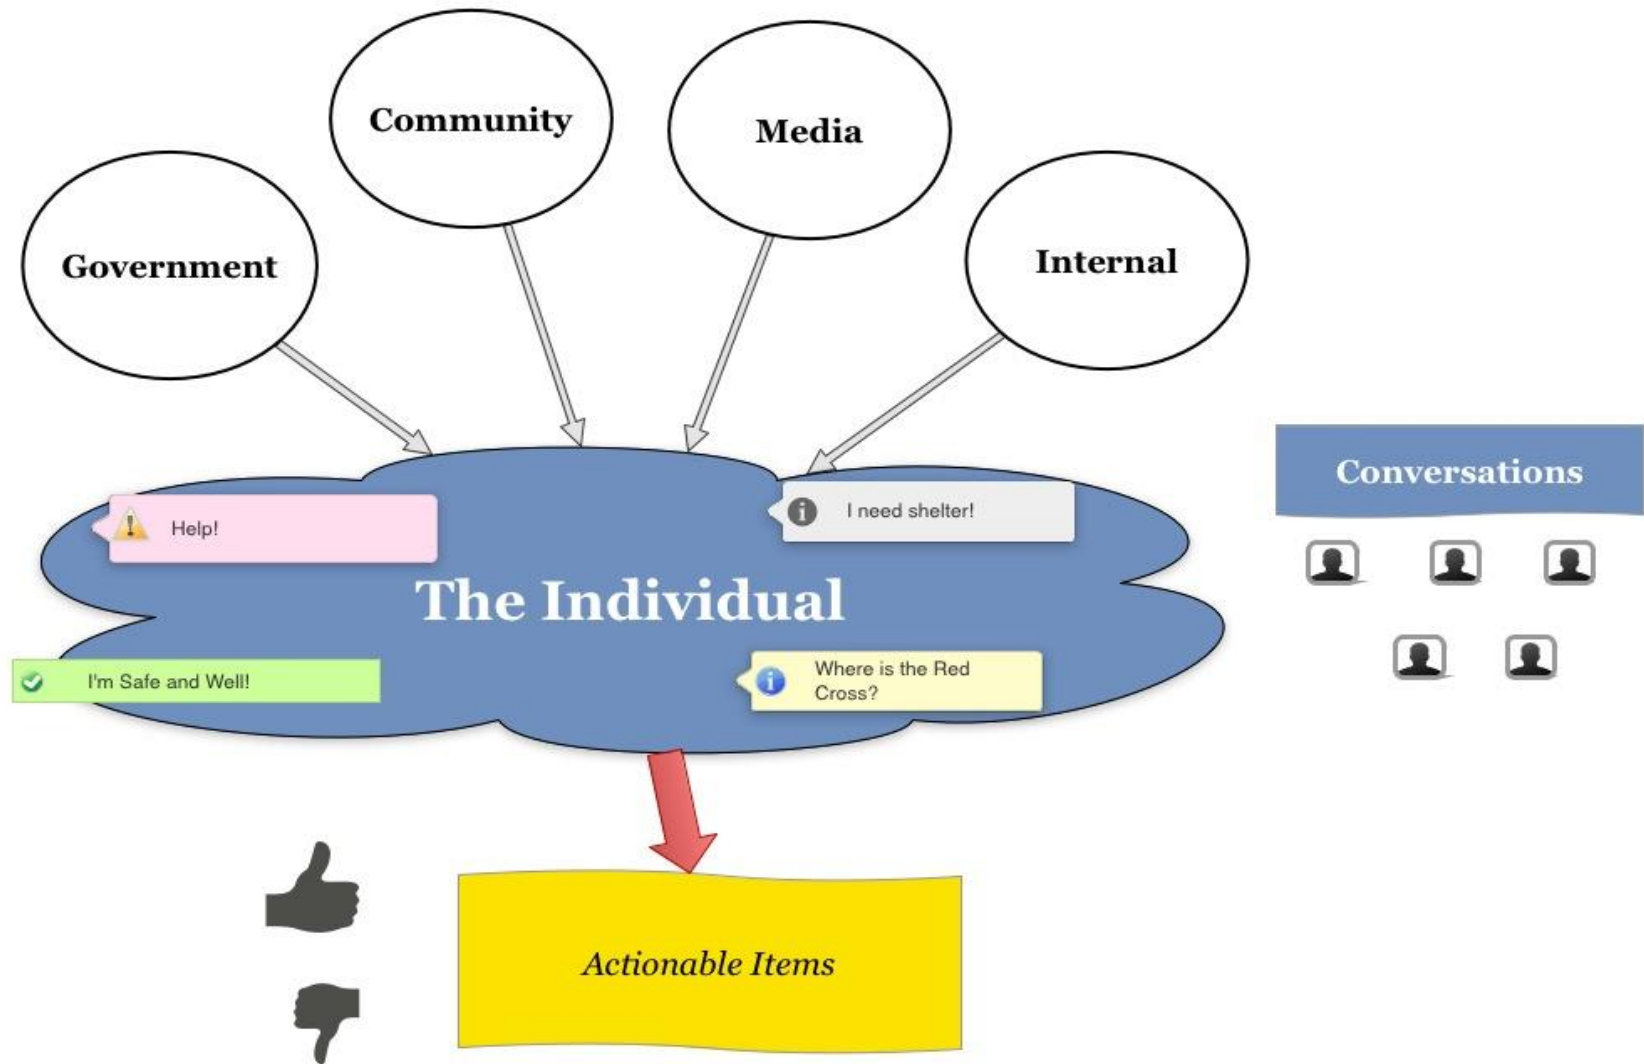 Community
Media
Government
Internal
Conversations
Help!
I need shelter!
The Individual
I'm Safe and Well!
Where is the Red
Cross?
Actionable Items